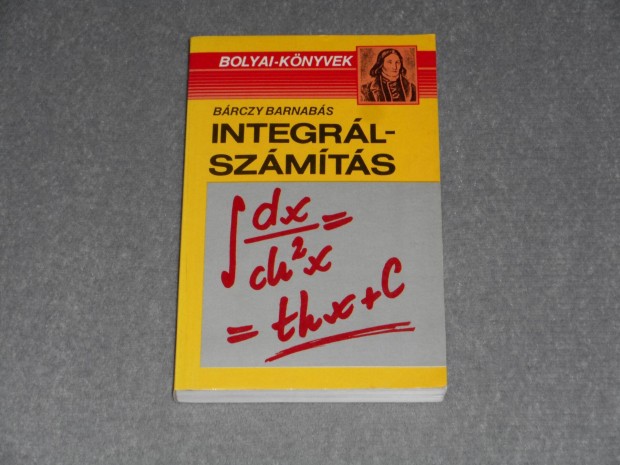 BOLYAI-KÖNYVEK
BÁRCZY BARNABÁS
INTEGRÁL-
SZÁMÍTÁS
∫ dx/ch²x =
= thx + C